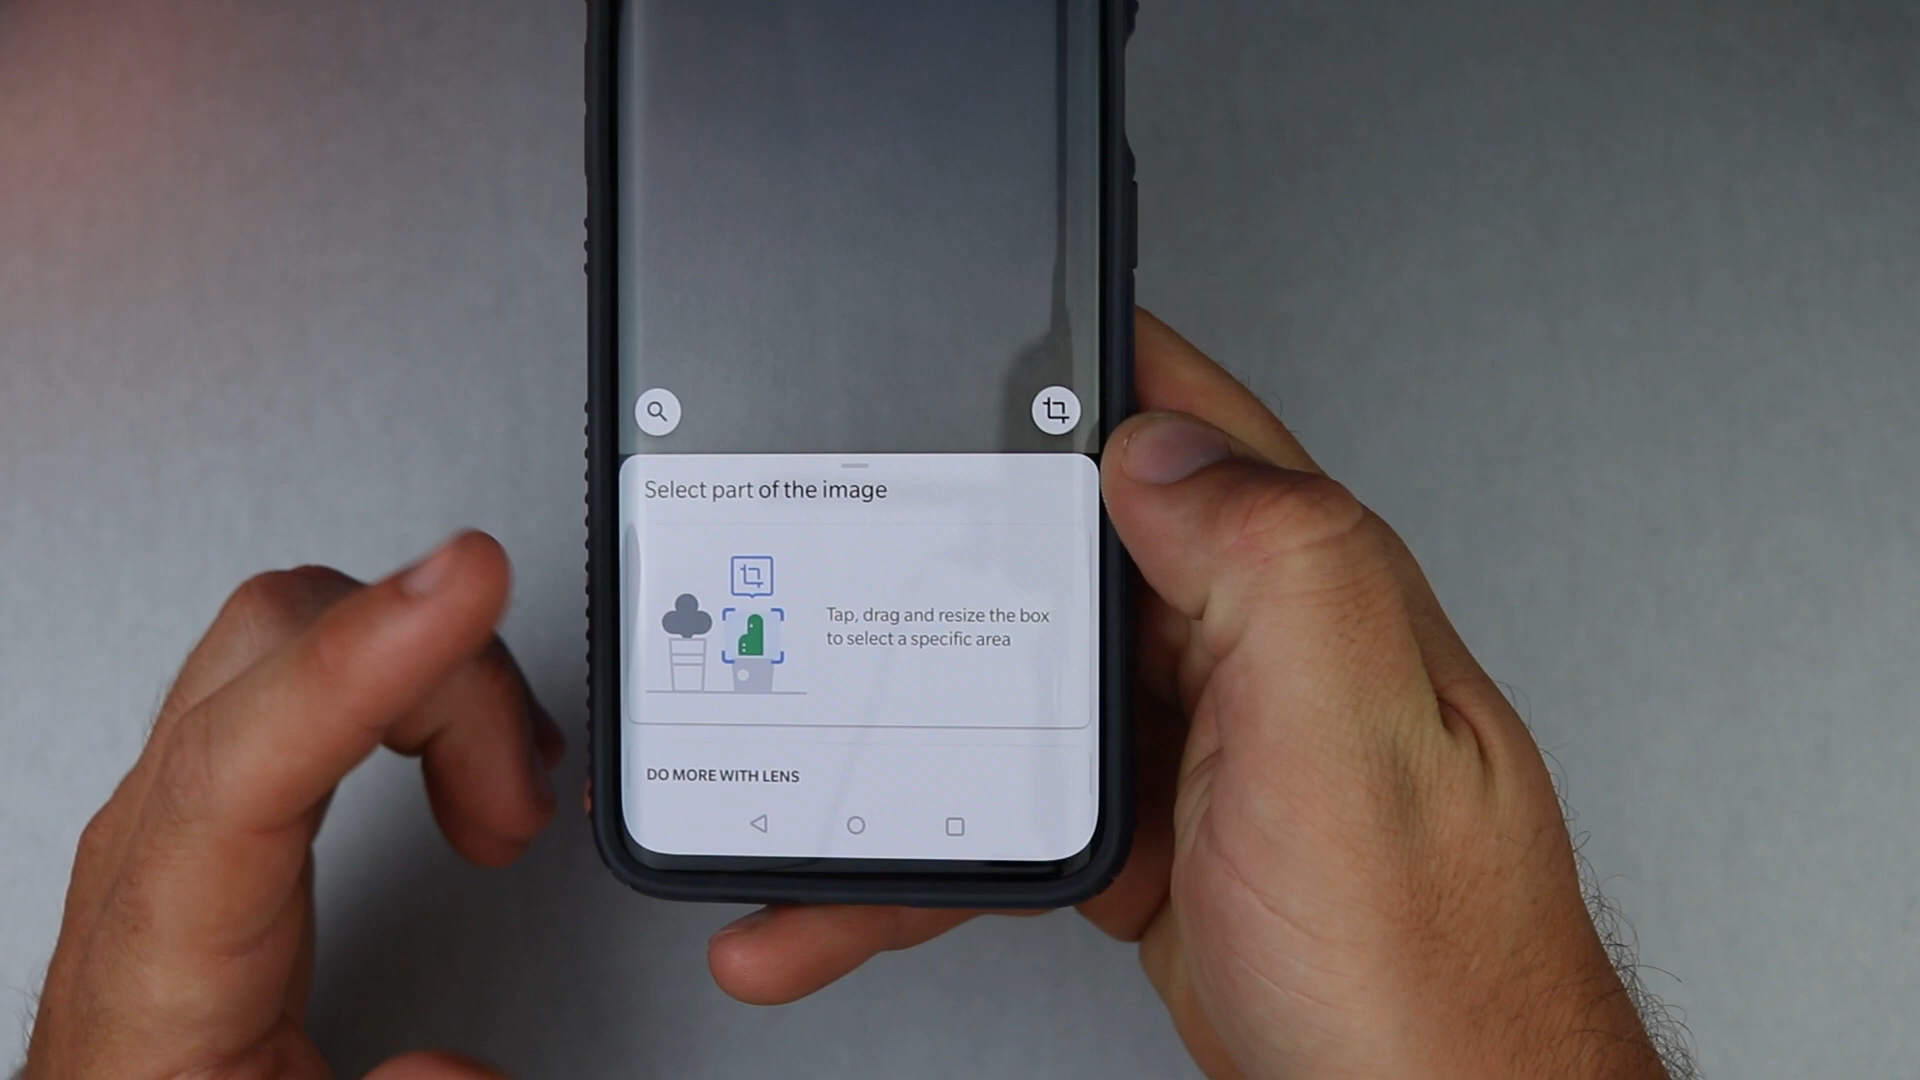 Select part of the image
Tap, drag and resize the box
to select a specific area
DO MORE WITH LENS